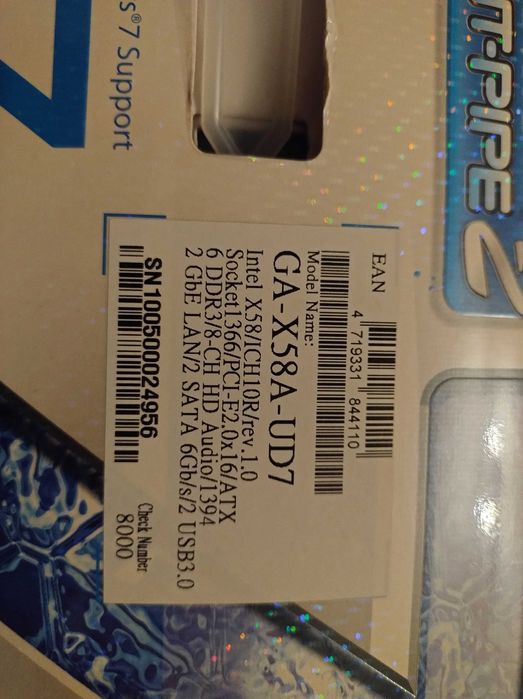 s®7 Support
T-PIPE 2
EAN
4 719331 844110
Model Name:
GA-X58A-UD7
Intel X58/ICH10R/rev.1.0
Socket1366/PCI-E2.0x16/ATX
6 DDR3/8-CH HD Audio/1394
2 GbE LAN/2 SATA 6Gb/s/2 USB3.0
SN100500024956
Check Number
8000